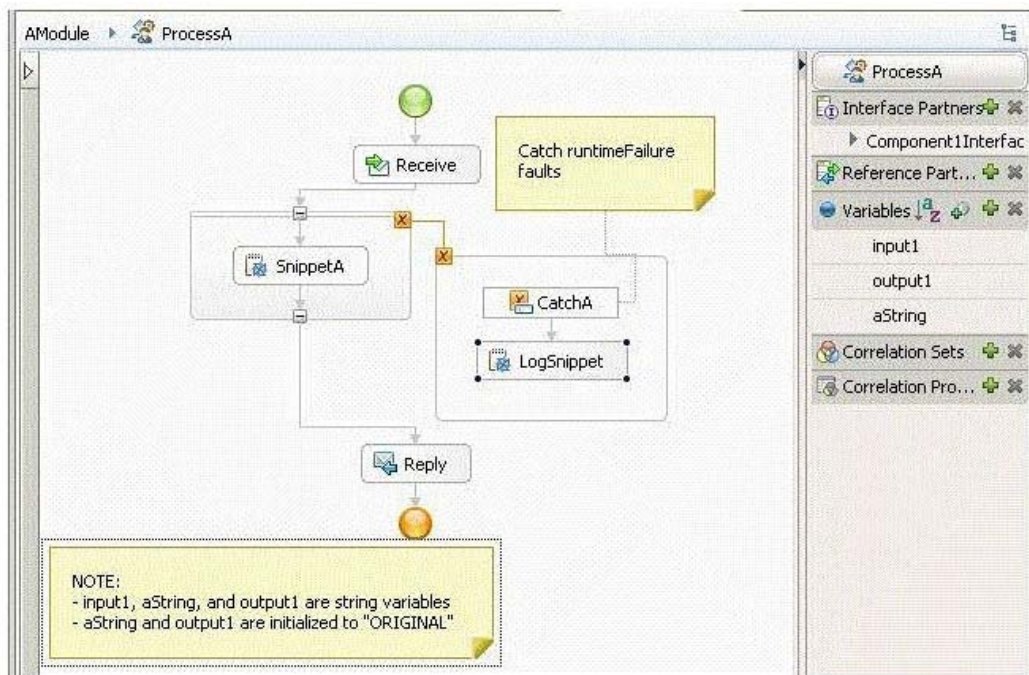 AModule ProcessA
Receive
Catch runtimeFailure
faults
SnippetA
CatchA
LogSnippet
Reply
NOTE:
- input1, aString, and output1 are string variables
- aString and output1 are initialized to "ORIGINAL"
ProcessA
Interface Partners
Component1Interfac
Reference Part...
Variables
input1
output1
aString
Correlation Sets
Correlation Pro...